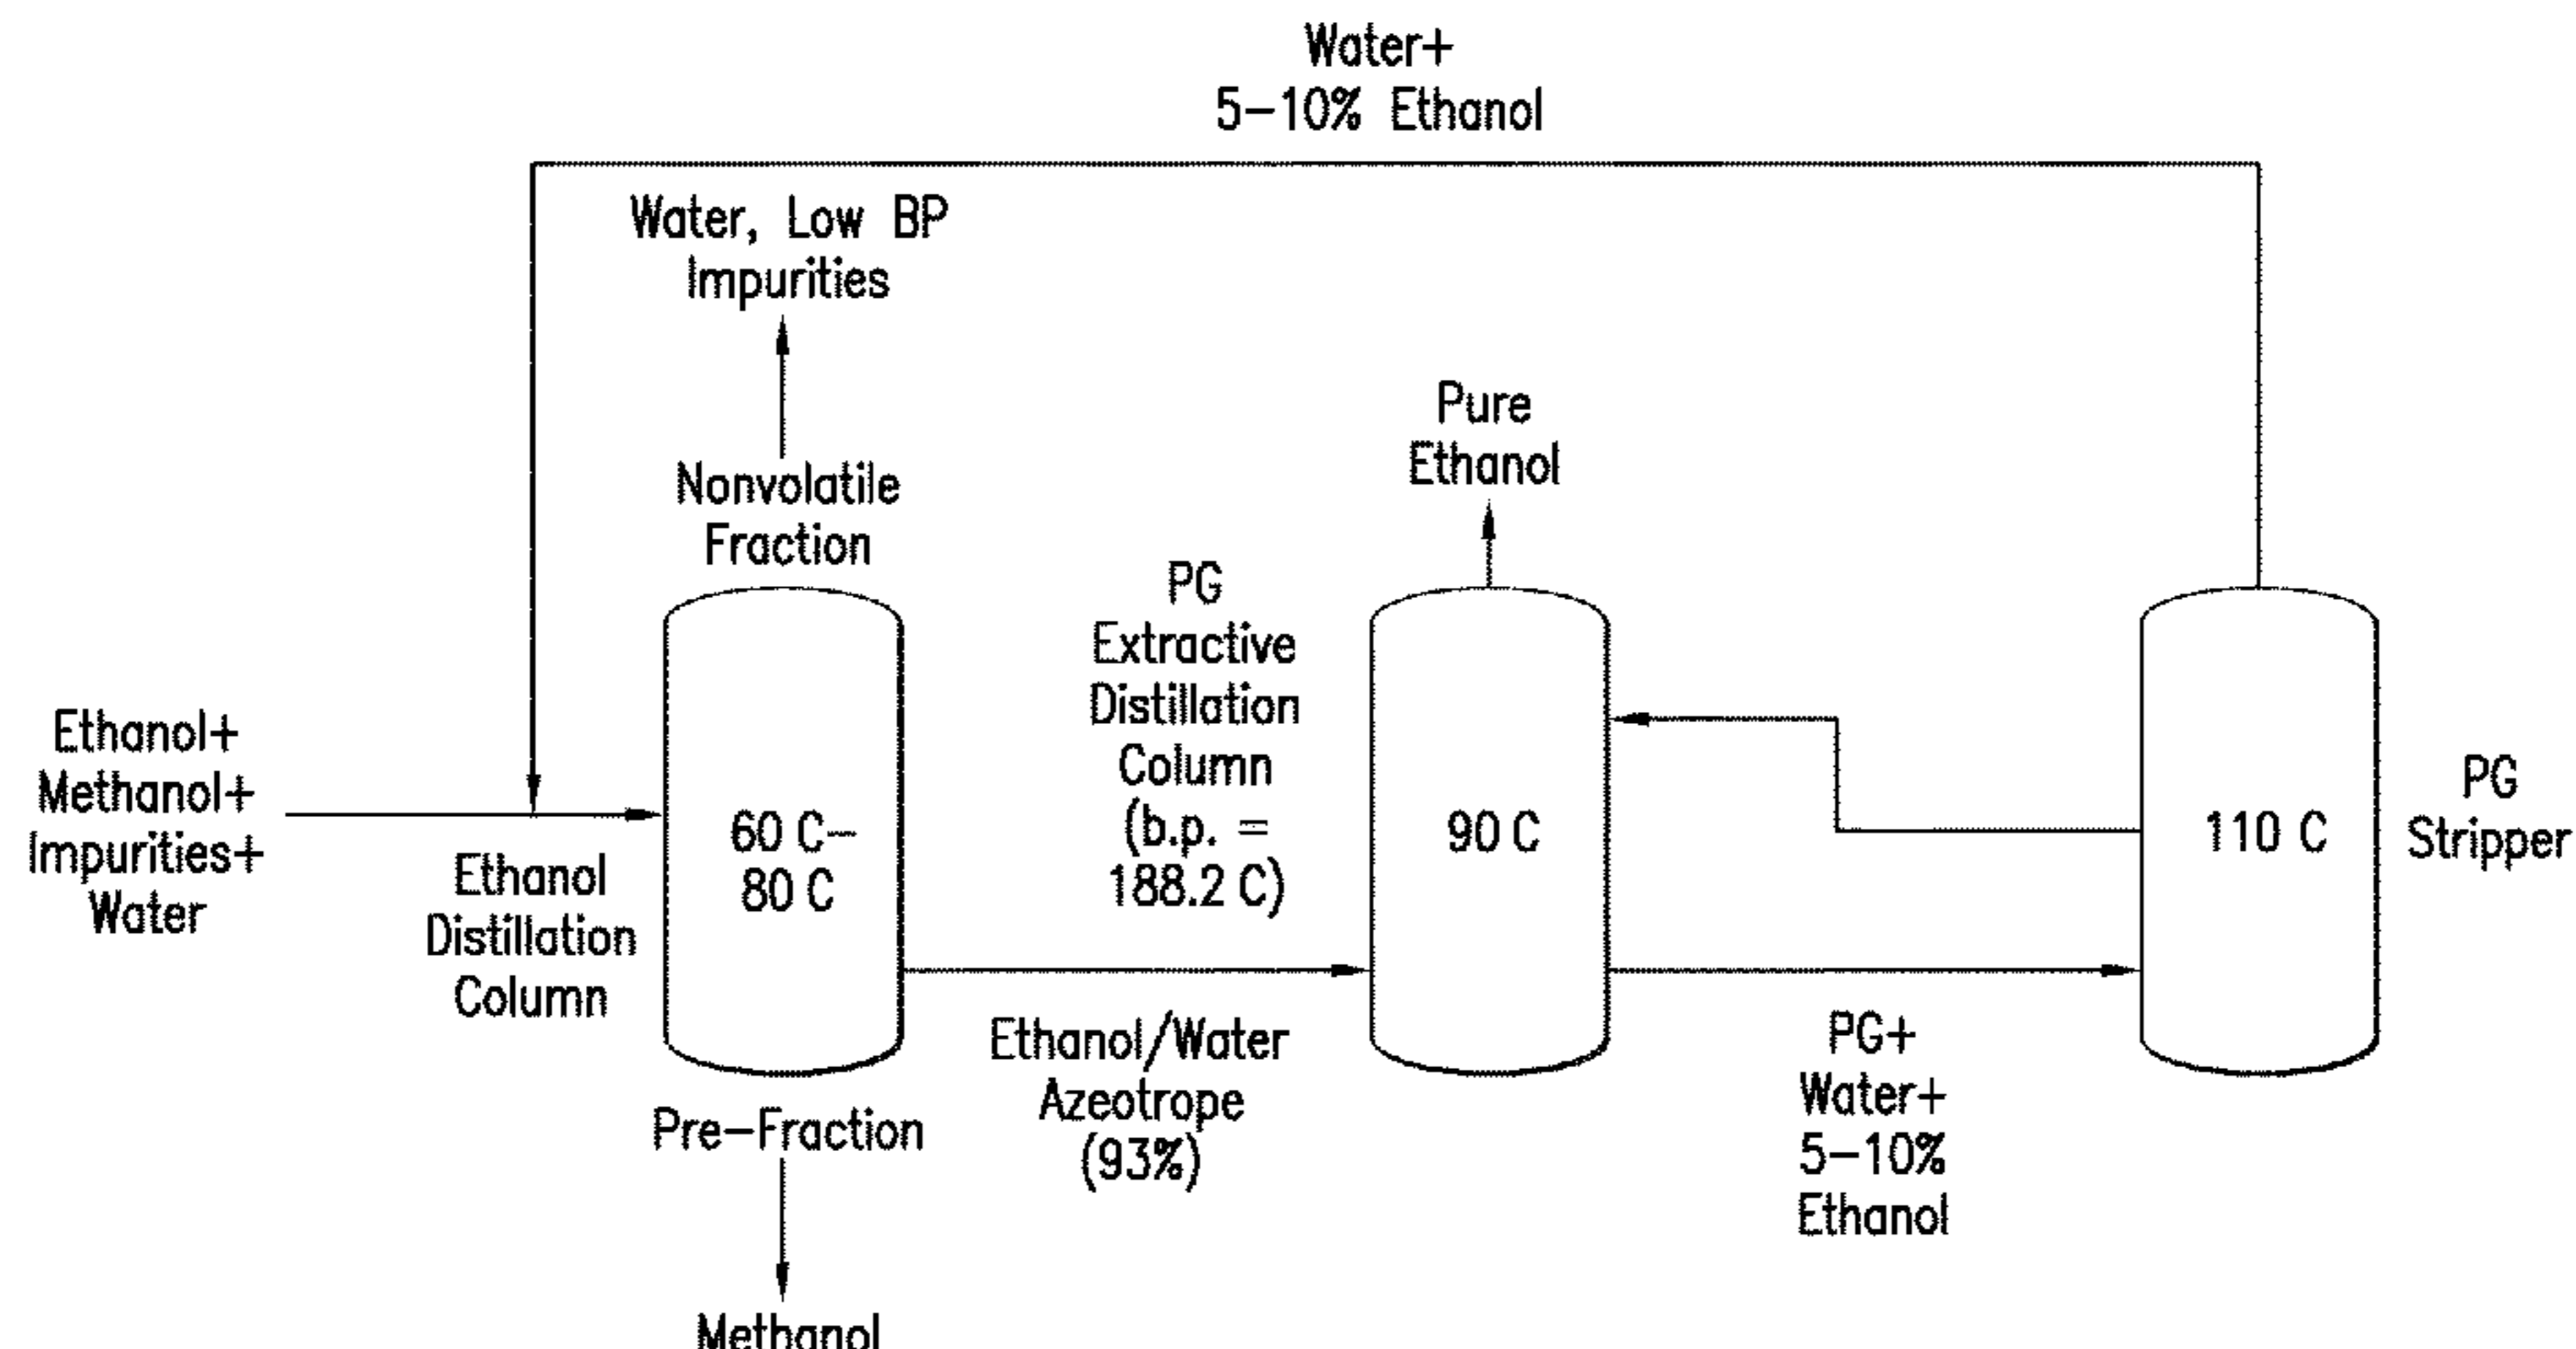 Water+
5-10% Ethanol
Water, Low BP
Impurities
Nonvolatile
Fraction
Pure
Ethanol
PG
Extractive
Distillation
Column
(b.p. =
188.2 C)
Ethanol+
Methanol+
Impurities+
Water
Ethanol
Distillation
Column
60 C-
80 C
90 C
110 C
PG
Stripper
Ethanol/Water
Azeotrope
(93%)
PG+
Water+
5-10%
Ethanol
Pre-Fraction
Methanol